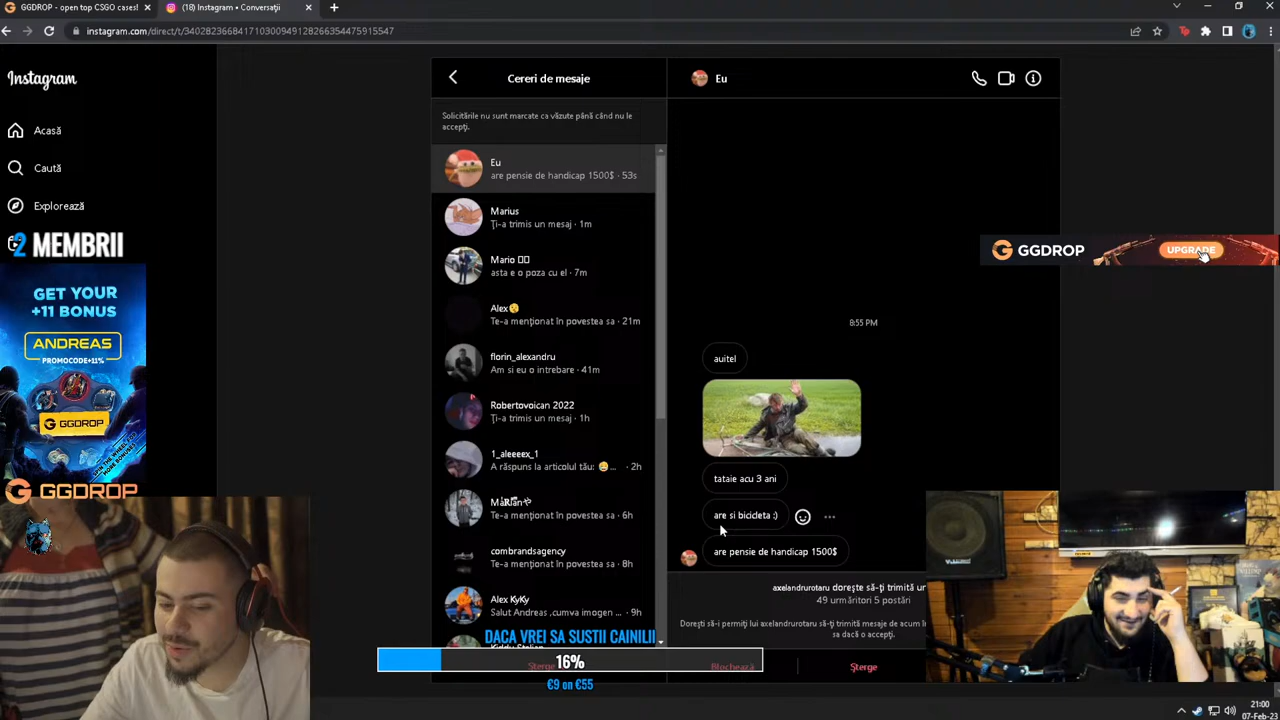 GGDROP - open top CSGO cases!
(18) Instagram • Conversații
instagram.com/direct/t/340282366841710300949128266354475915547
Instagram
Acasă
Caută
Explorează
2 MEMBRII
GET YOUR
+11 BONUS
ANDREAS
PROMOCODE+11%
GGDROP
GGDROP
Cereri de mesaje
Solicitările nu sunt marcate ca văzute până când nu le
accepți.
Eu
are pensie de handicap 1500$ · 53s
Marius
Ți-a trimis un mesaj · 1m
Mario
asta e o poza cu el · 7m
Alex
Te-a menționat în povestea sa · 21m
florin_alexandru
Am si eu o intrebare · 41m
Robertovoican 2022
Ți-a trimis un mesaj · 1h
1_aleeeex_1
A răspuns la articolul tău: 😅... · 2h
Te-a menționat în povestea sa · 6h
combrandsagency
Te-a menționat în povestea sa · 8h
Alex KyKy
Salut Andreas ,cumva imogen ... · 9h
DACA VREI SA SUSTII CAINILII
16%
€9 on €55
Șterge
Eu
8:55 PM
auitel
tataie acu 3 ani
are si bicicleta :)
are pensie de handicap 1500$
axelandrurotaru dorește să-ți trimită
49 urmăritori 5 postări
Dorești să-i permiți lui axelandrurotaru să-ți trimită mesaje de acum
sa dacă o accepți.
Blochează
Șterge
GGDROP
UPGRADE
21:00
07-Feb-23